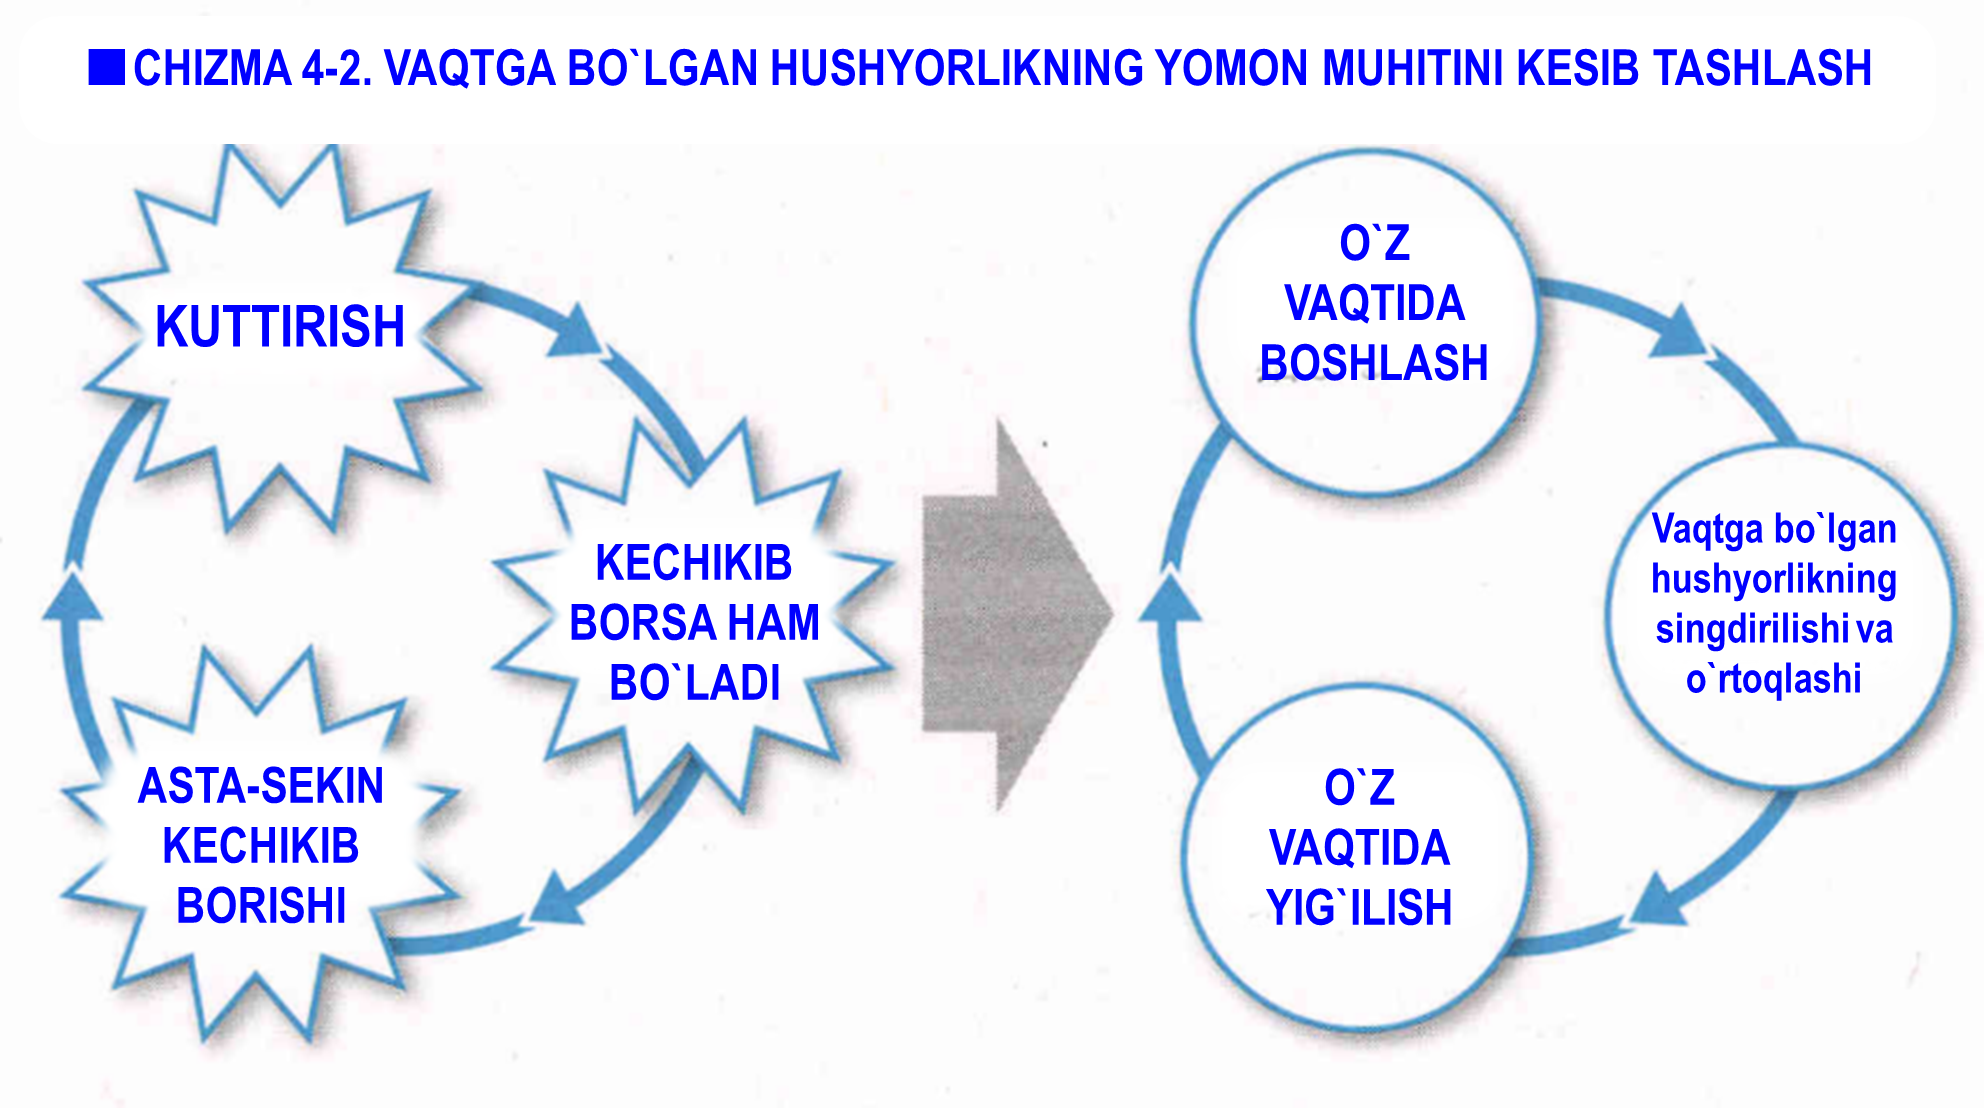 CHIZMA 4-2. VAQTGA BO`LGAN HUSHYORLIKNING YOMON MUHITINI KESIB TASHLASH
KUTTIRISH
KECHIKIB
BORSA HAM
BO`LADI
ASTA-SEKIN
KECHIKIB
BORISHI
O`Z
VAQTIDA
BOSHLASH
Vaqtga bo`lgan
hushyorlikning
singdirilishi va
o`rtoqlashi
O`Z
VAQTIDA
YIG`ILISH